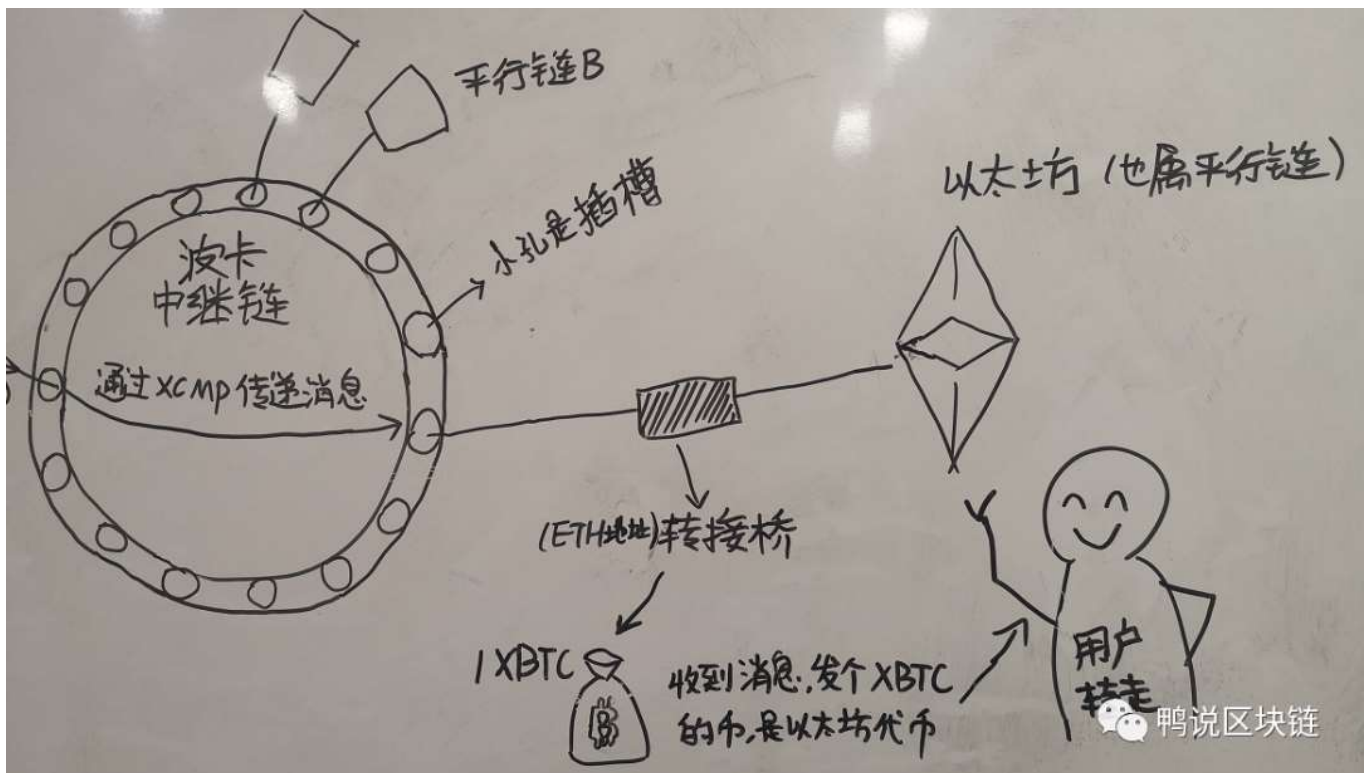 平行链B
以太坊（也属平行链）
小孔是插槽
波卡
中继链
通过XCMP传递消息
(ETH地址)转接桥
1XBTC
B
收到消息,发个XBTC
的币,是以太坊代币
用户
转走
鸭说区块链